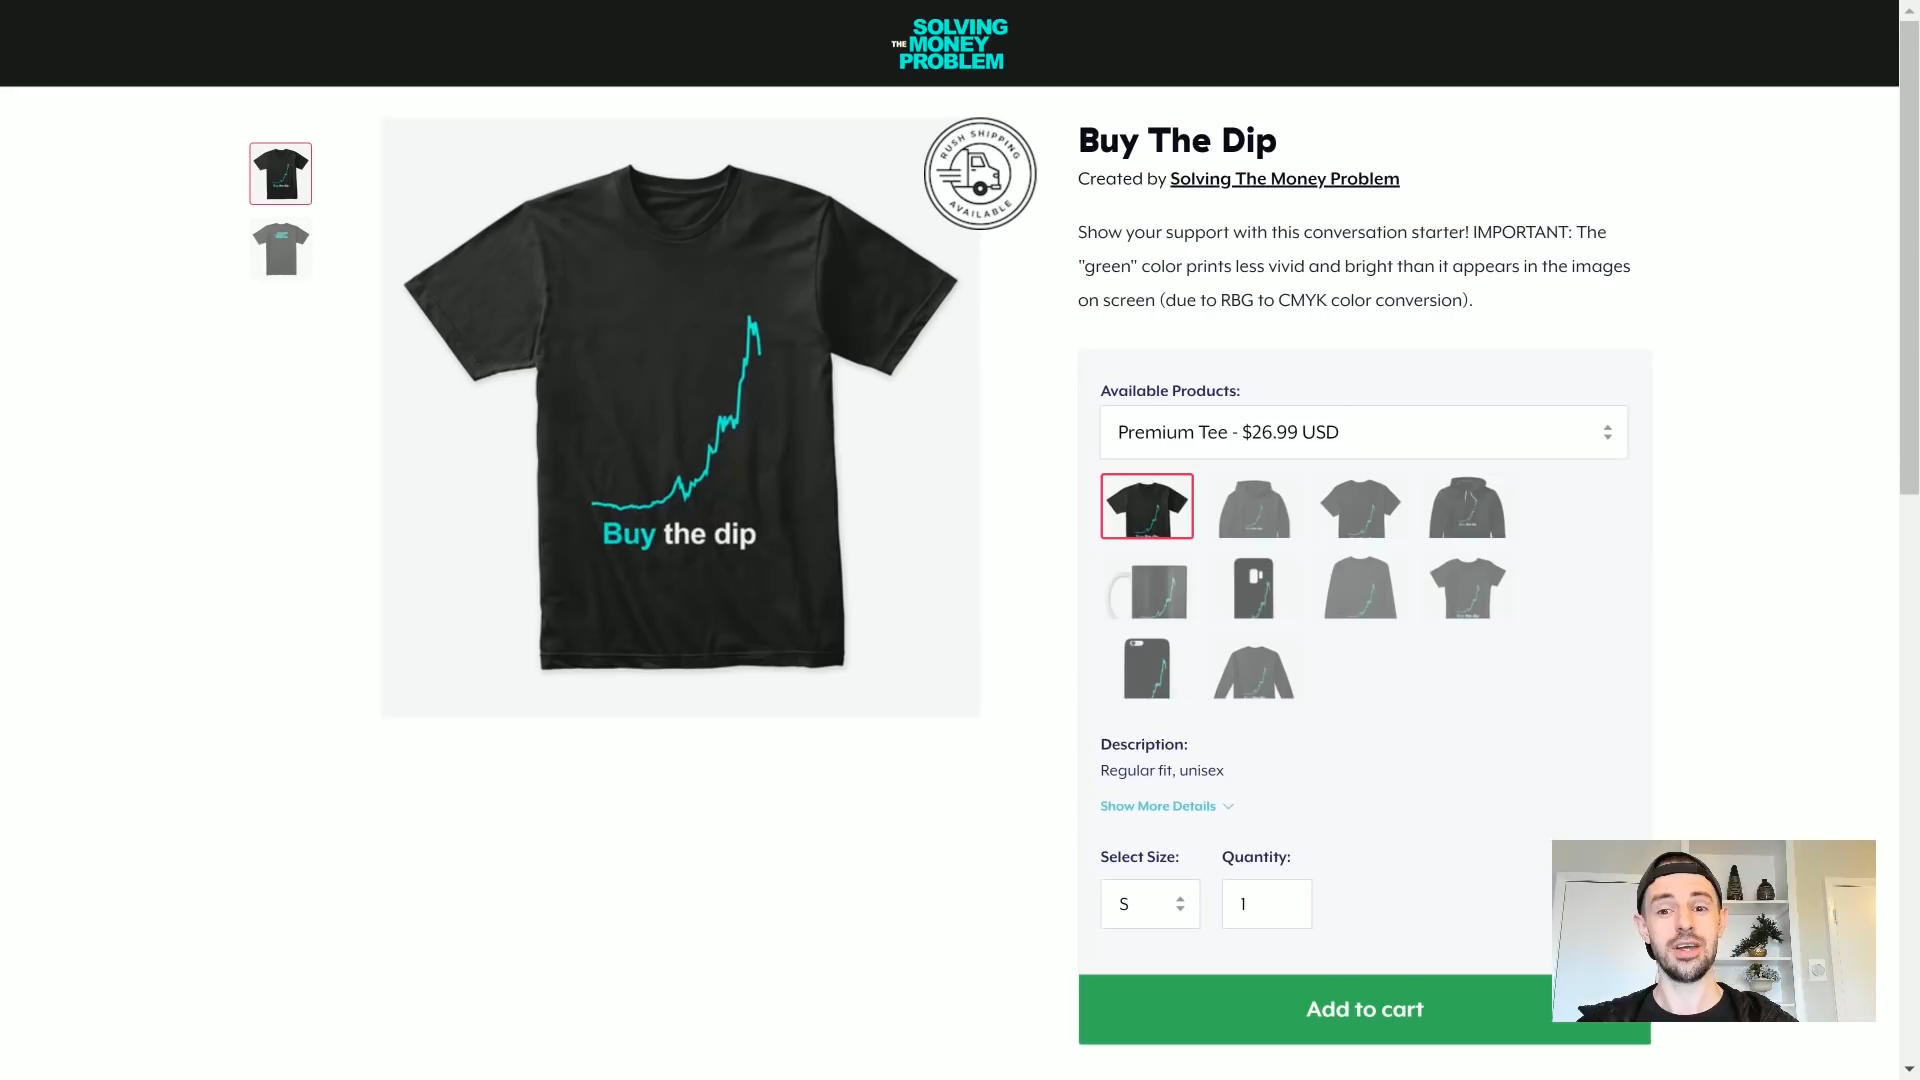 SOLVING
THE MONEY
PROBLEM
RUSH SHIPPING
AVAILABLE
Buy the dip
Buy The Dip
Created by Solving The Money Problem
Show your support with this conversation starter! IMPORTANT: The
"green" color prints less vivid and bright than it appears in the images
on screen (due to RBG to CMYK color conversion).
Available Products:
Premium Tee - $26.99 USD
Description:
Regular fit, unisex
Show More Details
Select Size:
Quantity:
S
1
Add to cart